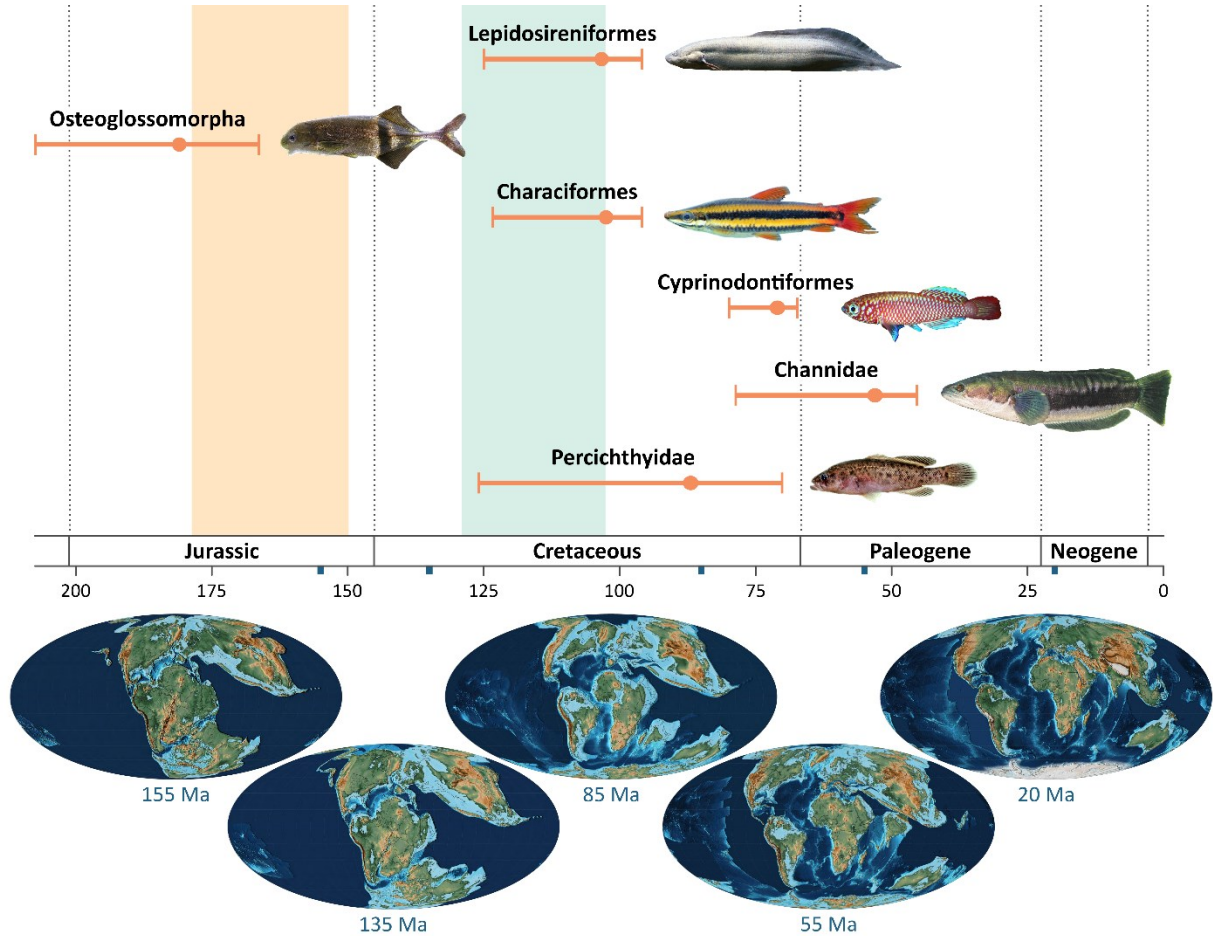 Lepidosireniformes
Osteoglossomorpha
Characiformes
Cyprinodontiformes
Channidae
Percichthyidae
Jurassic Cretaceous Paleogene Neogene
200 175 150 125 100 75 50 25 0
155 Ma 85 Ma 20 Ma
135 Ma 55 Ma